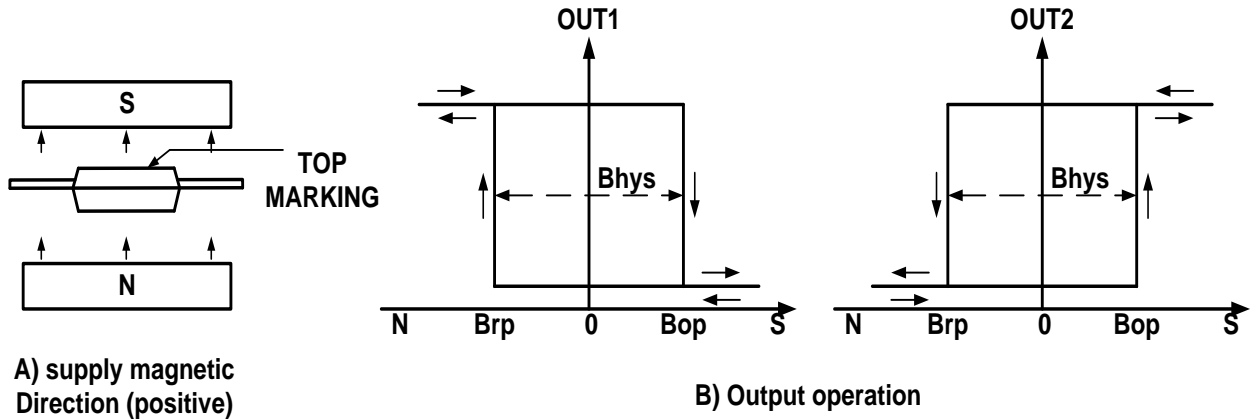 S
TOP
MARKING
N
A) supply magnetic
Direction (positive)
OUT1
Bhys
N Brp 0 Bop S
OUT2
Bhys
N Brp 0 Bop S
B) Output operation